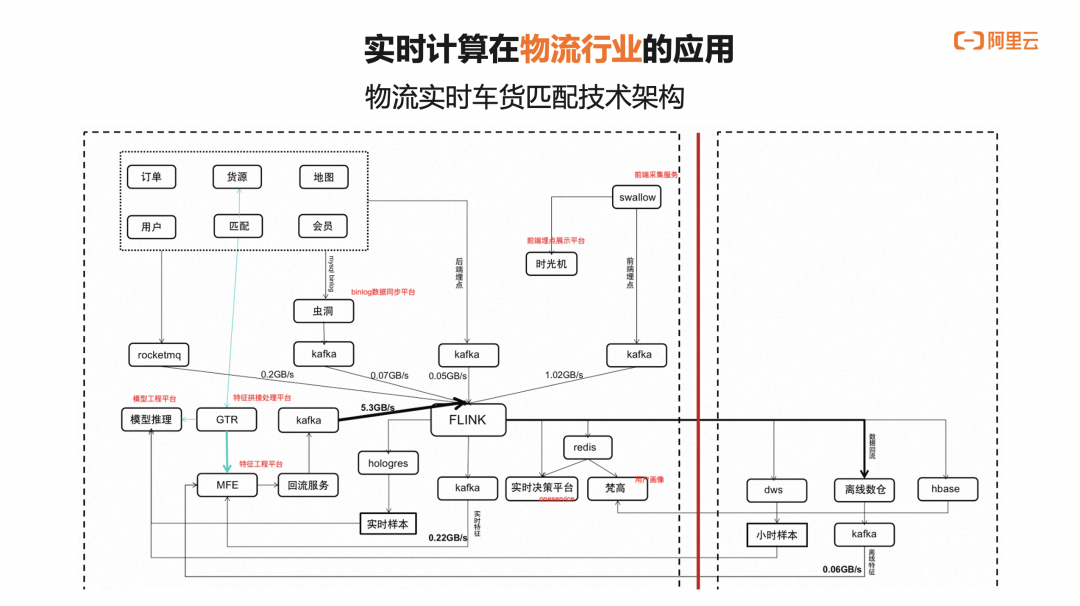 实时计算在物流行业的应用
阿里云
物流实时车货匹配技术架构
订单
货源
地图
前端采集服务
swallow
用户
匹配
会员
前端埋点展示平台
时光机
mysql binlog
后端埋点
前端埋点
binlog数据同步平台
虫洞
rocketmq
kafka
kafka
kafka
0.2GB/s
0.07GB/s
0.05GB/s
1.02GB/s
模型工程平台
特征拼接处理平台
5.3GB/s
模型推理
GTR
kafka
FLINK
数据回流
redis
特征工程平台
hologres
用户画像
MFE
回流服务
kafka
实时决策平台
oneservice
梵高
dws
离线数仓
hbase
实时样本
实时特征
0.22GB/s
小时样本
kafka
离线特征
0.06GB/s